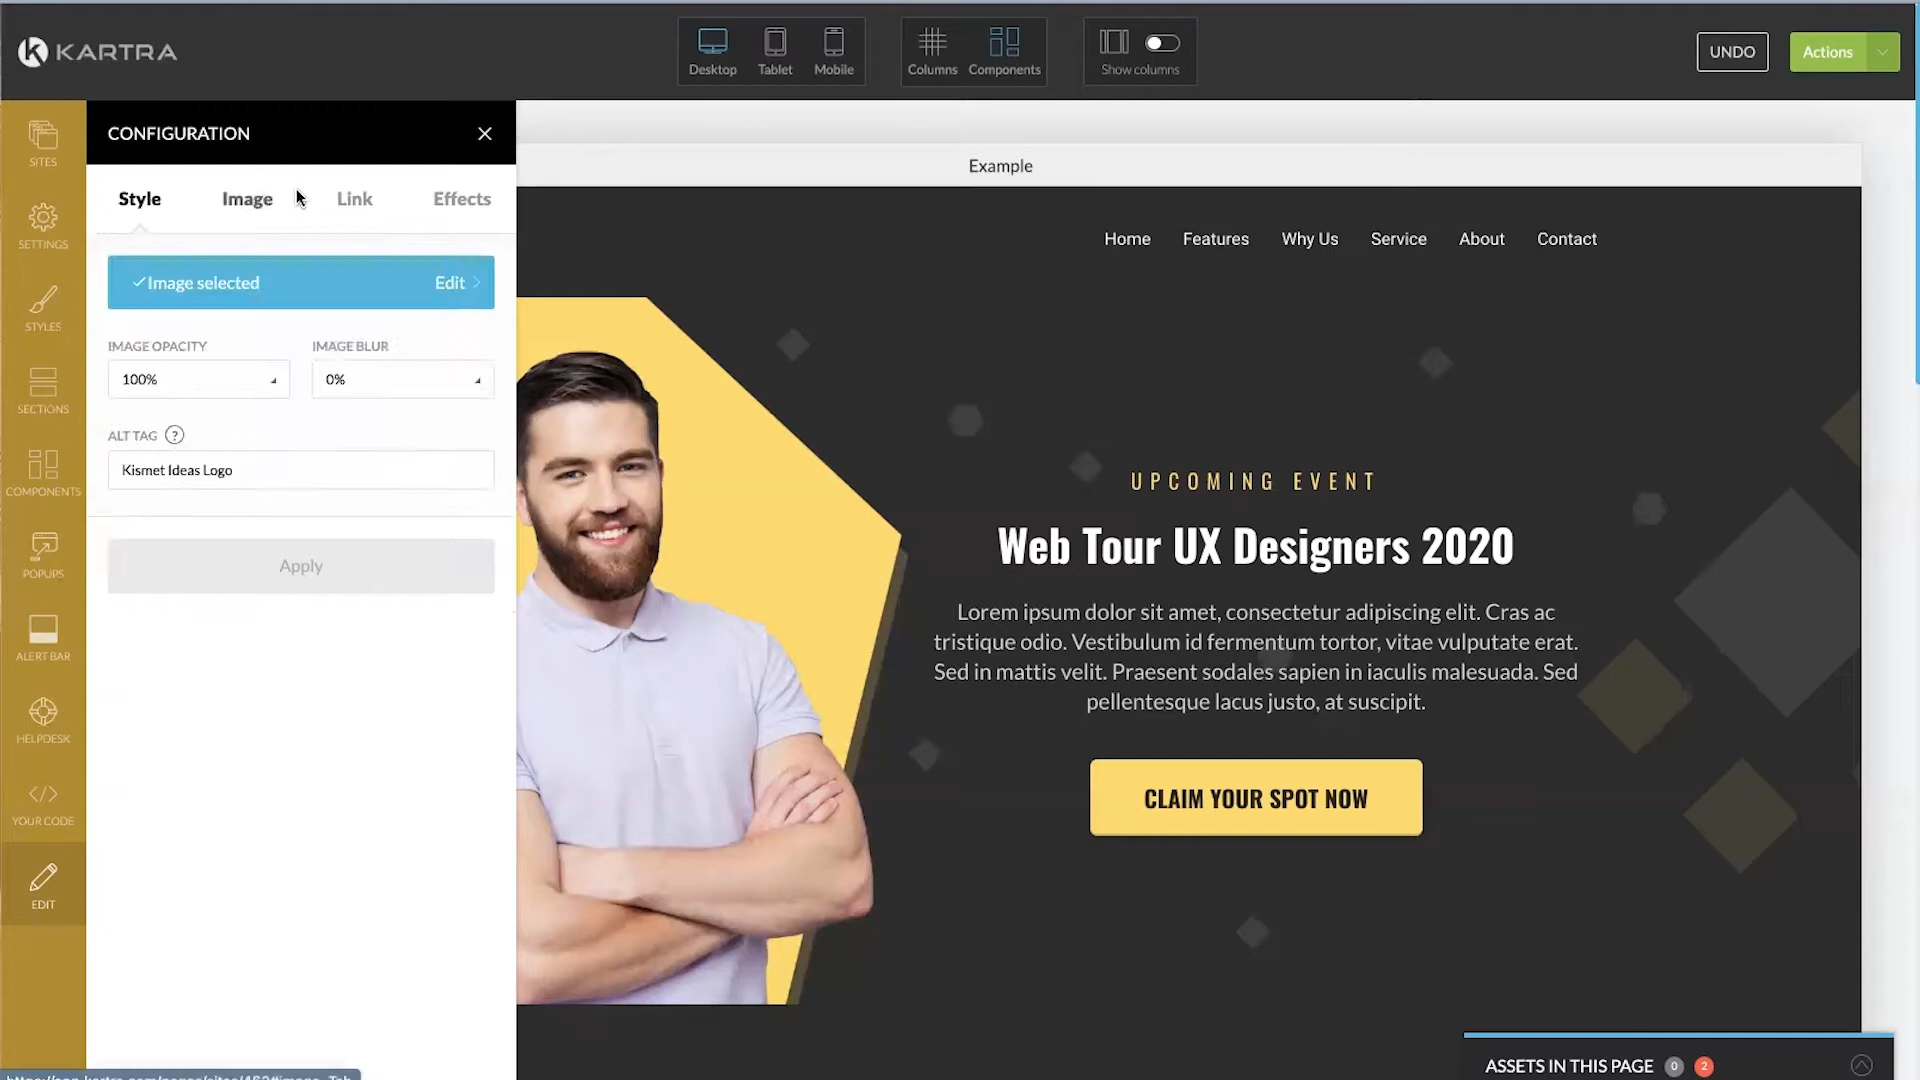 KARTRA
Desktop
Tablet
Mobile
Columns
Components
Show columns
UNDO
Actions
SITES
SETTINGS
STYLES
SECTIONS
COMPONENTS
POPUPS
ALERT BAR
HELPDESK
YOUR CODE
EDIT
CONFIGURATION
Style
Image
Link
Effects
Image selected
Edit
IMAGE OPACITY
IMAGE BLUR
100%
0%
ALT TAG ?
Kismet Ideas Logo
Apply
Example
Home
Features
Why Us
Service
About
Contact
UPCOMING EVENT
Web Tour UX Designers 2020
Lorem ipsum dolor sit amet, consectetur adipiscing elit. Cras ac
tristique odio. Vestibulum id fermentum tortor, vitae vulputate erat.
Sed in mattis velit. Praesent sodales sapien in iaculis malesuada. Sed
pellentesque lacus justo, at suscipit.
CLAIM YOUR SPOT NOW
ASSETS IN THIS PAGE 0 2